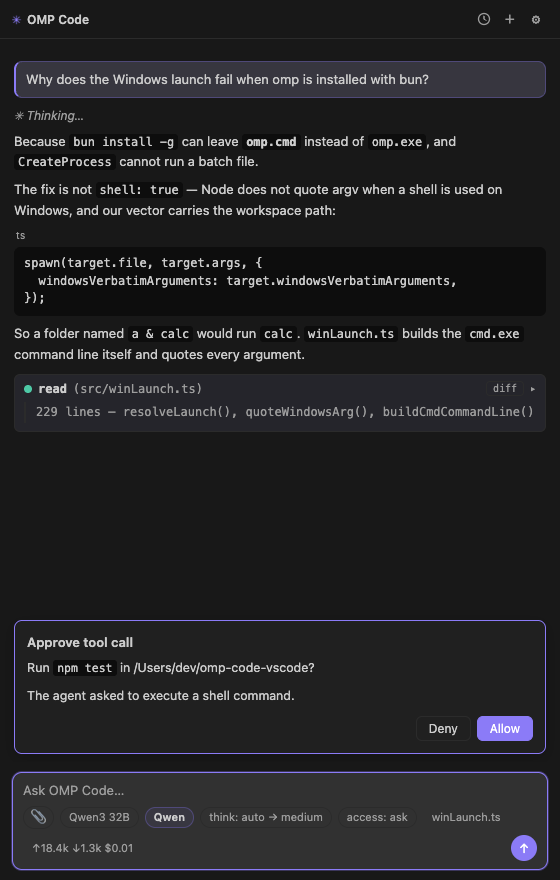 OMP Code
Why does the Windows launch fail when omp is installed with bun?
Thinking…
Because bun install —g can leave omp.cmd instead of omp.exe, and
CreateProcess cannot run a batch file.
The fix is not shell: true — Node does not quote argv when a shell is used on
Windows, and our vector carries the workspace path:
ts
spawn(target.file, target.args, {
  windowsVerbatimArguments: target.windowsVerbatimArguments,
});
So a folder named a & calc would run calc. winLaunch.ts builds the cmd.exe
command line itself and quotes every argument.
read (src/winLaunch.ts) diff ▸
229 lines — resolveLaunch(), quoteWindowsArg(), buildCmdCommandLine()
Approve tool call
Run npm test in /Users/dev/omp-code-vscode?
The agent asked to execute a shell command.
Deny Allow
Ask OMP Code…
Qwen3 32B Qwen think: auto → medium access: ask winLaunch.ts
↑18.4k ↓1.3k $0.01